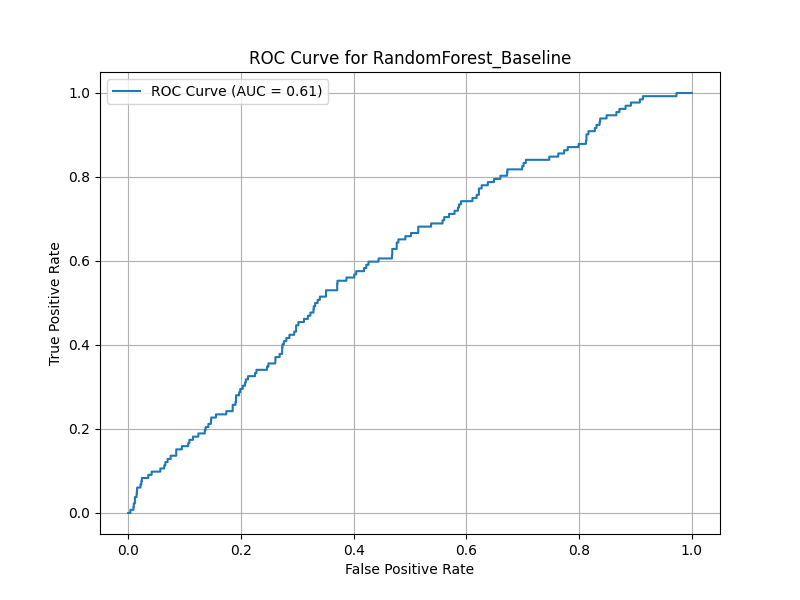 ROC Curve for RandomForest_Baseline
ROC Curve (AUC = 0.61)
True Positive Rate
1.0
0.8
0.6
0.4
0.2
0.0
0.0 0.2 0.4 0.6 0.8 1.0
False Positive Rate